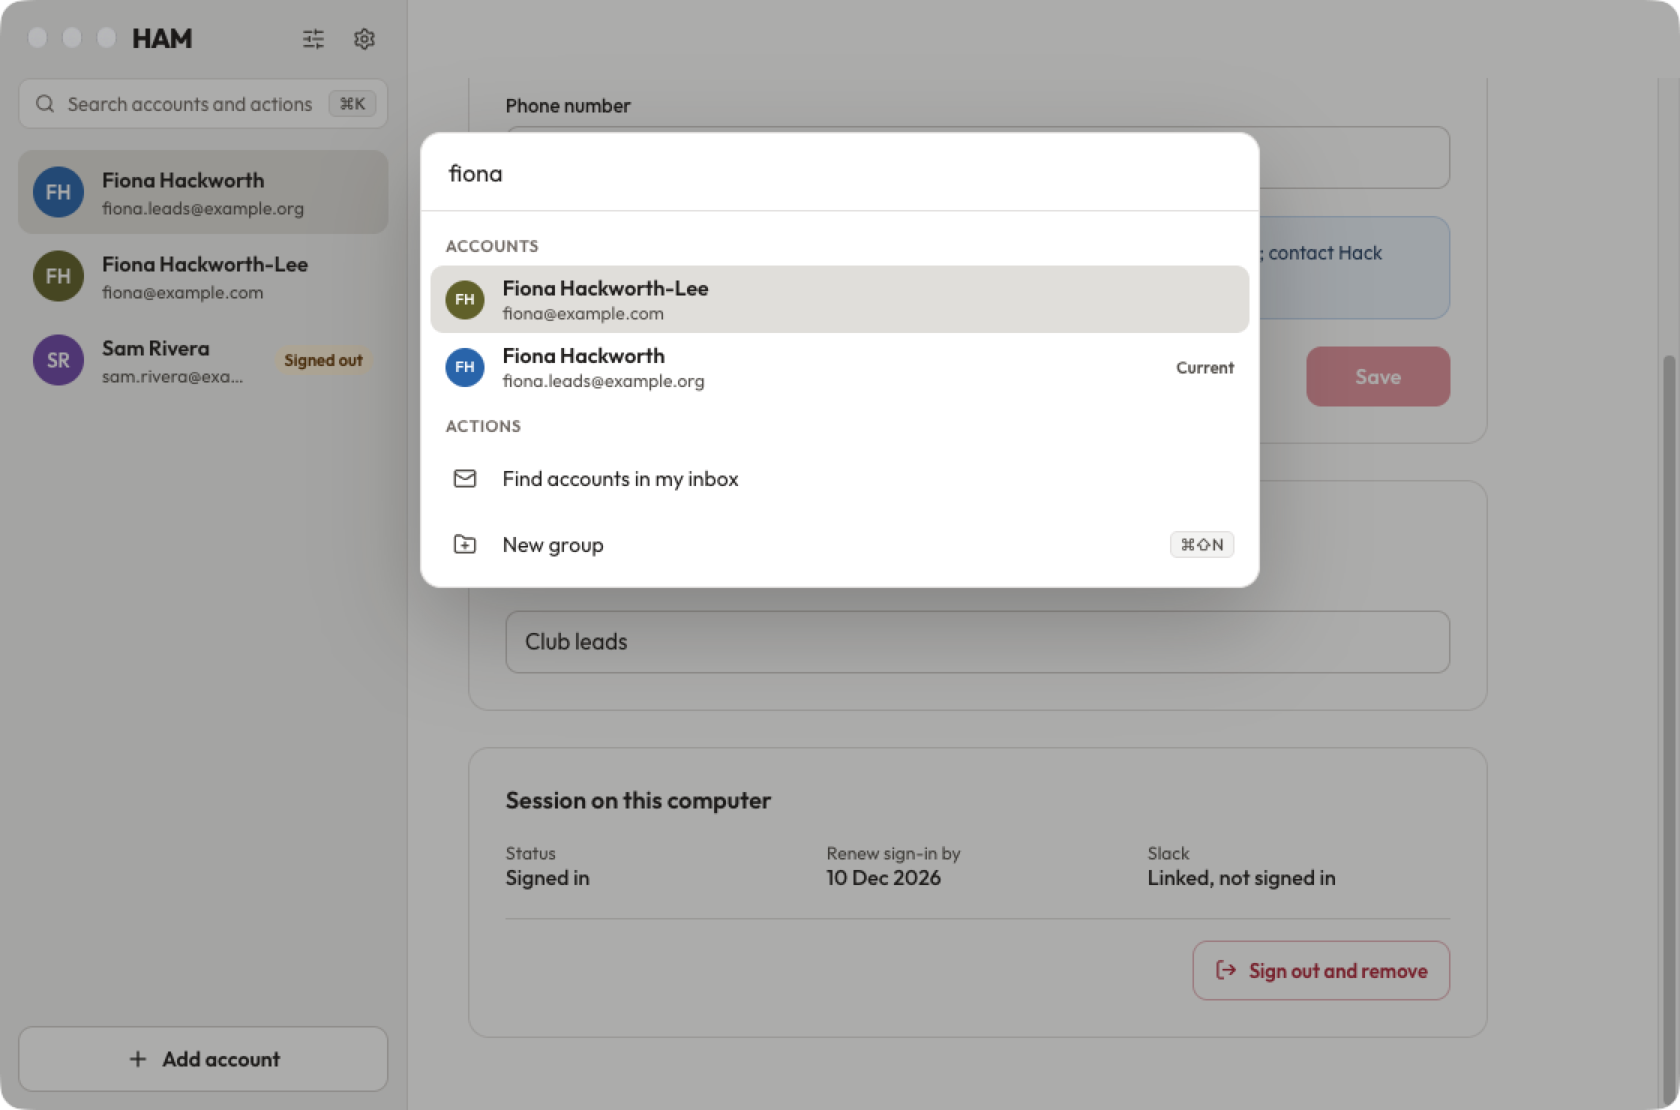 HAM
Search accounts and actions ⌘K
FH Fiona Hackworth
fiona.leads@example.org
FH Fiona Hackworth-Lee
fiona@example.com
SR Sam Rivera Signed out
sam.rivera@exa...
+ Add account
Phone number
fiona
ACCOUNTS
FH Fiona Hackworth-Lee
fiona@example.com
FH Fiona Hackworth Current
fiona.leads@example.org
ACTIONS
Find accounts in my inbox
New group ⌘⇧N
; contact Hack
Save
Club leads
Session on this computer
Status Renew sign-in by Slack
Signed in 10 Dec 2026 Linked, not signed in
Sign out and remove